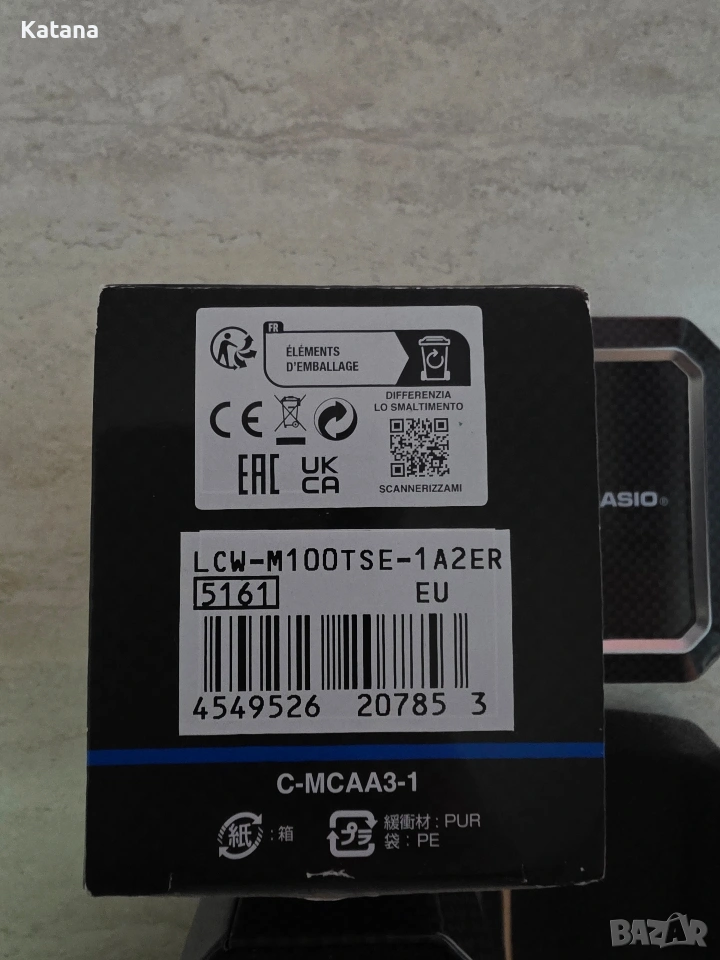 Katana
FR
ÉLÉMENTS
D'EMBALLAGE
DIFFERENZIA
LO SMALTIMENTO
CE
EAC
UK
CA
SCANNERIZZAMI
ASIO®
LCW-M100TSE-1A2ER
5161 EU
4549526 20785 3
C-MCAA3-1
紙 : 箱
プラ 緩衝材 : PUR
袋 : PE
BAZAR